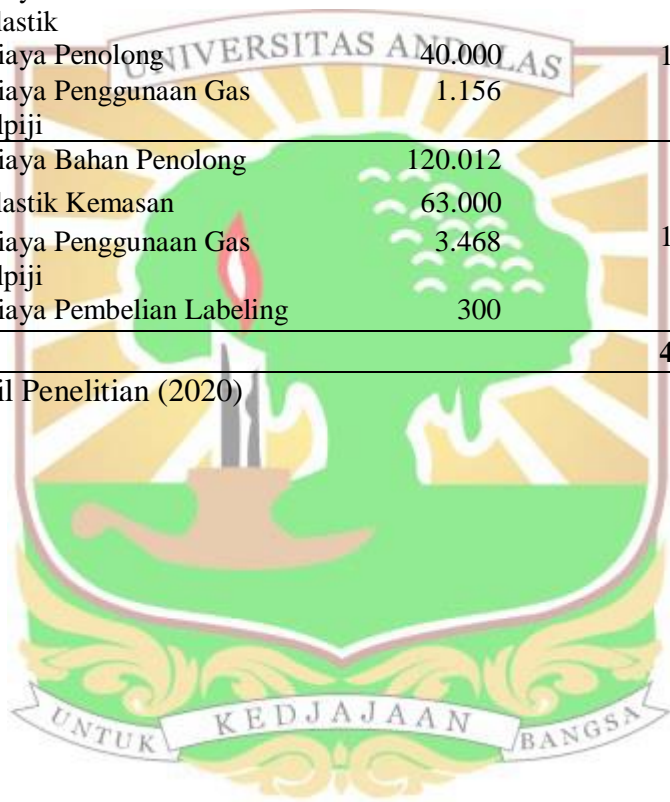 lastik
UNIVERSITAS ANDALAS
iaya Penolong 40.000 1
iaya Penggunaan Gas 1.156
lpiji
iaya Bahan Penolong 120.012
lastik Kemasan 63.000
iaya Penggunaan Gas 3.468 1
lpiji
iaya Pembelian Labeling 300
4
il Penelitian (2020)
UNTUK KEDJAJAAN BANGSA